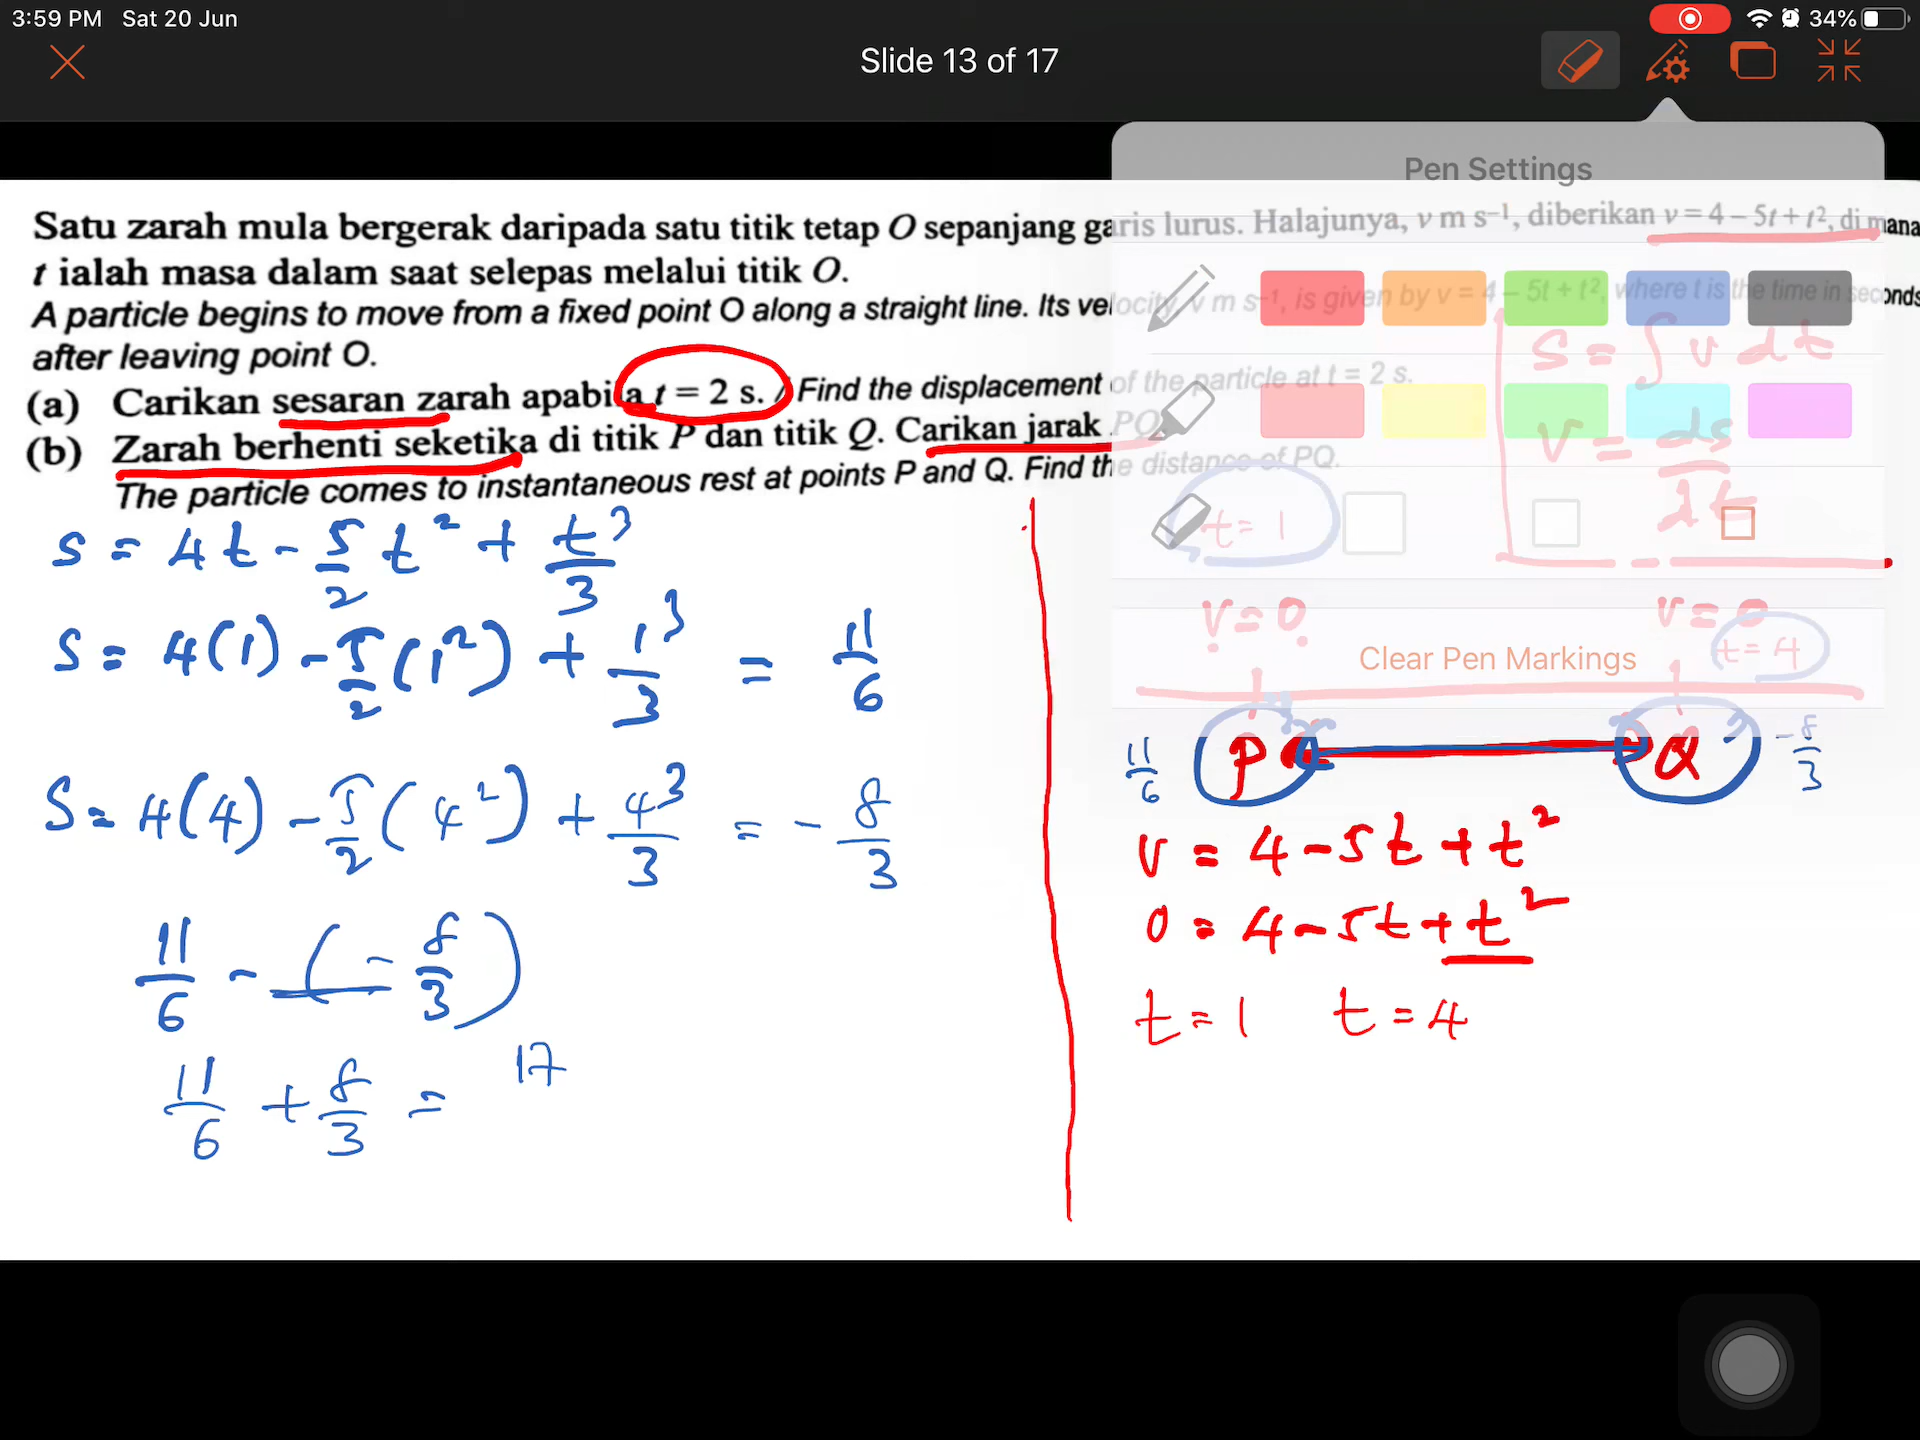 3:59 PM Sat 20 Jun
34%
Slide 13 of 17
Pen Settings
Satu zarah mula bergerak daripada satu titik tetap O sepanjang garis lurus. Halajunya, v m s⁻¹, diberikan v = 4 – 5t + t², di mana
t ialah masa dalam saat selepas melalui titik O.
A particle begins to move from a fixed point O along a straight line. Its velocity, v m s⁻¹, is given by v = 4 – 5t + t², where t is the time in seconds
after leaving point O.
(a) Carikan sesaran zarah apabila t = 2 s. / Find the displacement of the particle at t = 2 s.
(b) Zarah berhenti seketika di titik P dan titik Q. Carikan jarak PQ.
The particle comes to instantaneous rest at points P and Q. Find the distance of PQ.
S = ∫ v dt
v = ds/dt
t = 1
v = 0
v = 0
t = 4
Clear Pen Markings
11/6 P Q -8/3
v = 4 - 5t + t²
0 = 4 - 5t + t²
t = 1 t = 4
s = 4t - 5/2 t² + t³/3
s = 4(1) - 5/2 (1²) + 1³/3 = 11/6
S = 4(4) - 5/2 (4²) + 4³/3 = - 8/3
11/6 - (- 8/3)
11/6 + 8/3 = 17